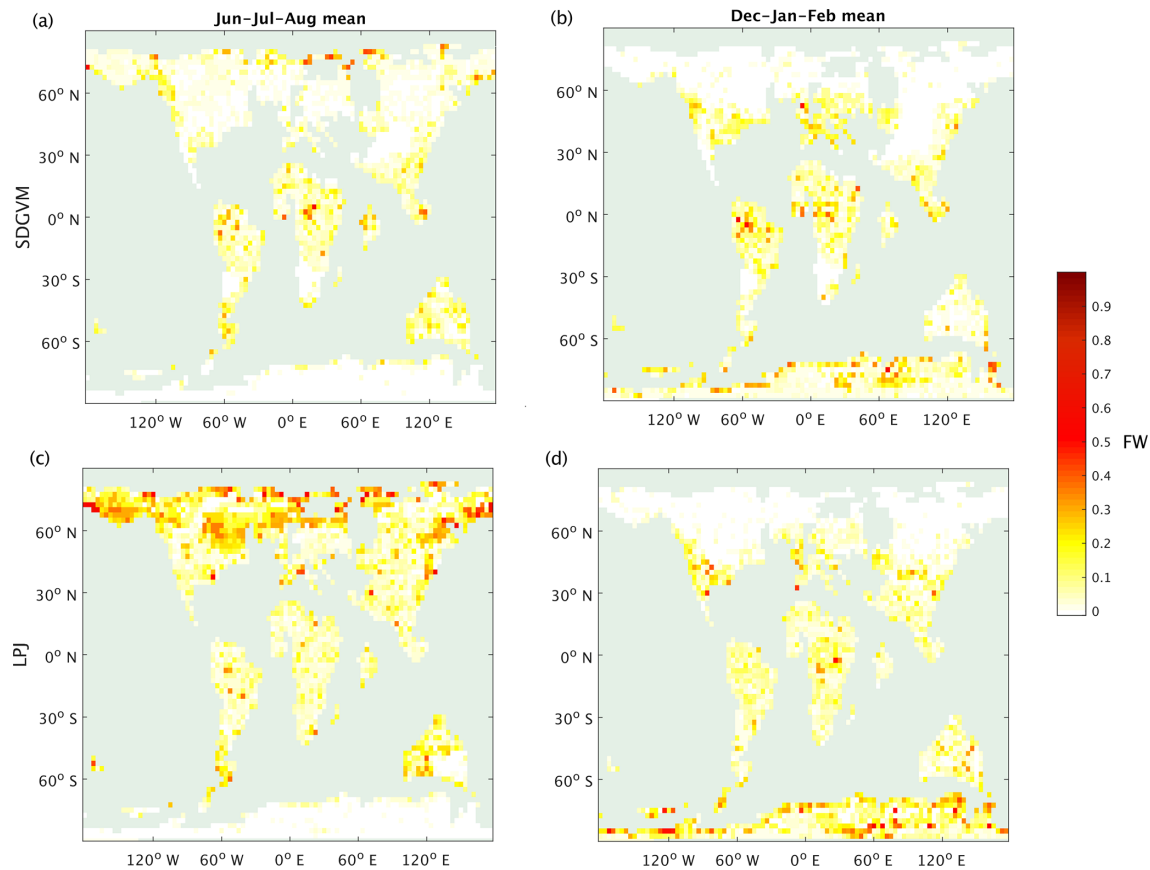 (a)
Jun–Jul–Aug mean
(b)
Dec–Jan–Feb mean
60° N
30° N
0° N
30° S
60° S
SDGVM
120° W
60° W
0° E
60° E
120° E
60° N
30° N
0° N
30° S
60° S
120° W
60° W
0° E
60° E
120° E
0.9
0.8
0.7
0.6
0.5
0.4
0.3
0.2
0.1
0
FW
(c)
60° N
30° N
0° N
30° S
60° S
LPJ
120° W
60° W
0° E
60° E
120° E
(d)
60° N
30° N
0° N
30° S
60° S
120° W
60° W
0° E
60° E
120° E